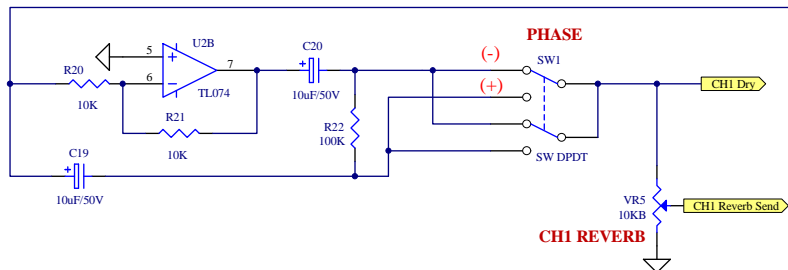 PHASE
U2B
C20
(-)
SW1
5
7
R20
6
(+)
CH1 Dry
10K
TL074
10uF/50V
R21
R22
100K
10K
C19
SW DPDT
10uF/50V
VR5
10KB
CH1 Reverb Send
CH1 REVERB